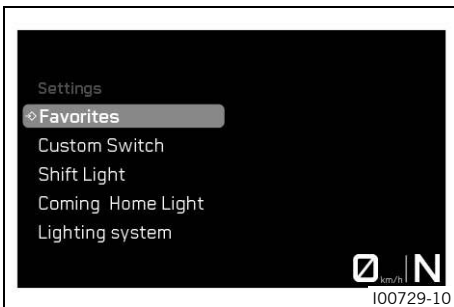 Settings
Favorites
Custom Switch
Shift Light
Coming Home Light
Lighting system
0 km/h N
I00729-10